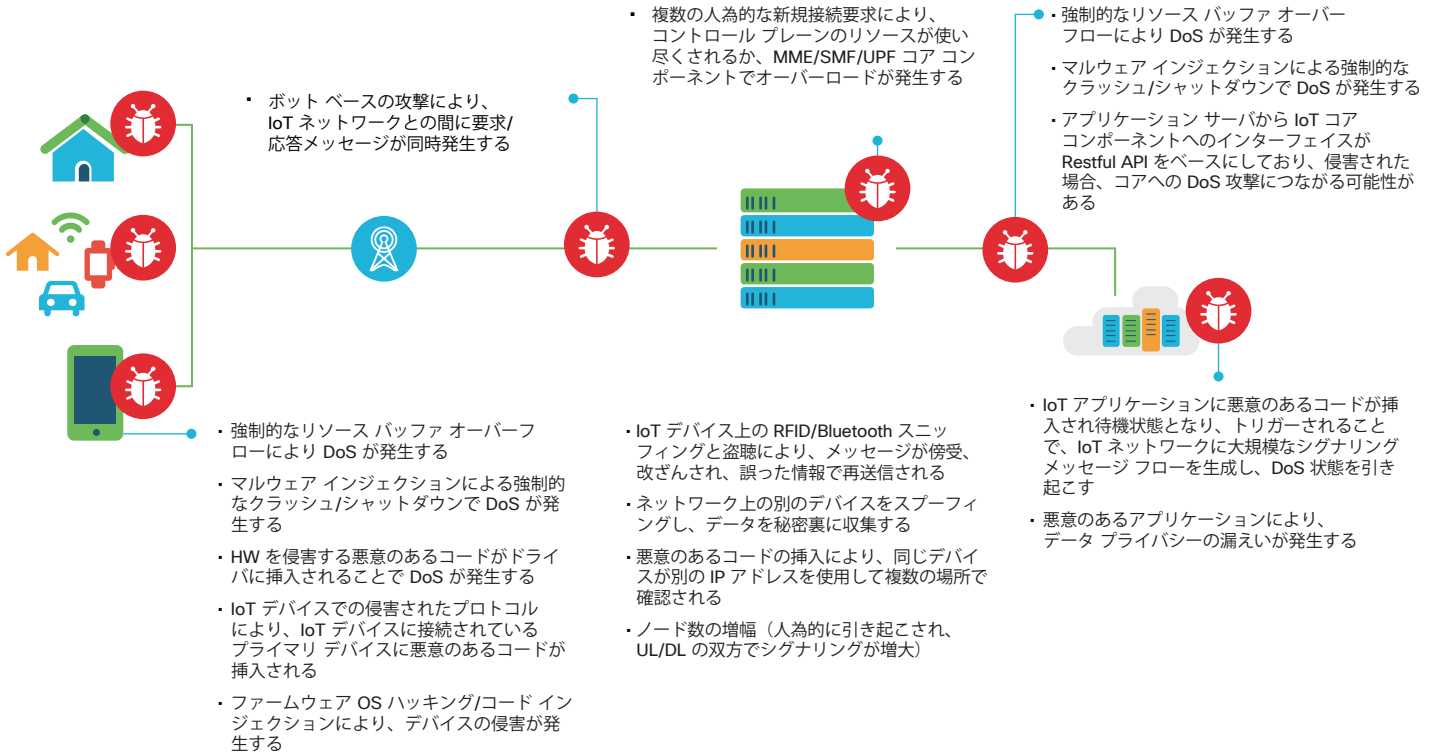 ・ ボット ベースの攻撃により、
IoT ネットワークとの間に要求/
応答メッセージが同時発生する
・ 複数の人為的な新規接続要求により、
コントロール プレーンのリソースが使い
尽くされるか、MME/SMF/UPF コア コン
ポーネントでオーバーロードが発生する
・強制的なリソース バッファ オーバー
フローにより DoS が発生する
・マルウェア インジェクションによる強制的な
クラッシュ/シャットダウンで DoS が発生する
・アプリケーション サーバから IoT コア
コンポーネントへのインターフェイスが
Restful API をベースにしており、侵害された
場合、コアへの DoS 攻撃につながる可能性が
ある
・強制的なリソース バッファ オーバーフ
ローにより DoS が発生する
・マルウェア インジェクションによる強制的
なクラッシュ/シャットダウンで DoS が発
生する
・HW を侵害する悪意のあるコードがドライ
バに挿入されることで DoS が発生する
・IoT デバイスでの侵害されたプロトコル
により、IoT デバイスに接続されている
プライマリ デバイスに悪意のあるコードが
挿入される
・ファームウェア OS ハッキング/コード イン
ジェクションにより、デバイスの侵害が発
生する
・IoT デバイス上の RFID/Bluetooth スニッ
フィングと盗聴により、メッセージが傍受、
改ざんされ、誤った情報で再送信される
・ネットワーク上の別のデバイスをスプーフィ
ングし、データを秘密裏に収集する
・悪意のあるコードの挿入により、同じデバイ
スが別の IP アドレスを使用して複数の場所で
確認される
・ノード数の増幅（人為的に引き起こされ、
UL/DL の双方でシグナリングが増大）
・IoT アプリケーションに悪意のあるコードが挿
入され待機状態となり、トリガーされること
で、IoT ネットワークに大規模なシグナリング
メッセージ フローを生成し、DoS 状態を引き
起こす
・悪意のあるアプリケーションにより、
データ プライバシーの漏えいが発生する